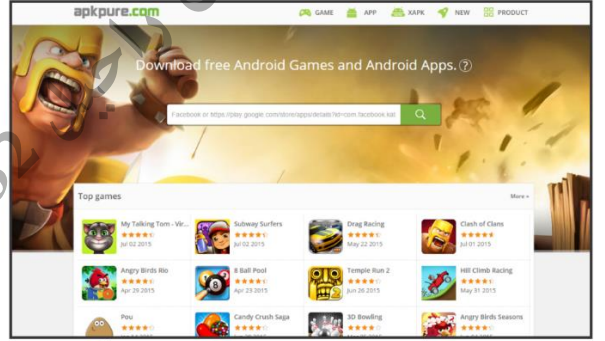 apkpure.com
GAME APP XAPK NEW PRODUCT
Download free Android Games and Android Apps. ?
Facebook or https://play.google.com/store/apps/details?id=com.facebook.kat
Top games
More »
My Talking Tom - Vir...
Jul 02 2015
Subway Surfers
Jul 02 2015
Drag Racing
May 22 2015
Clash of Clans
Jul 01 2015
Angry Birds Rio
Apr 29 2015
8 Ball Pool
Apr 23 2015
Temple Run 2
Jun 26 2015
Hill Climb Racing
May 31 2015
Pou
Candy Crush Saga
3D Bowling
Angry Birds Seasons